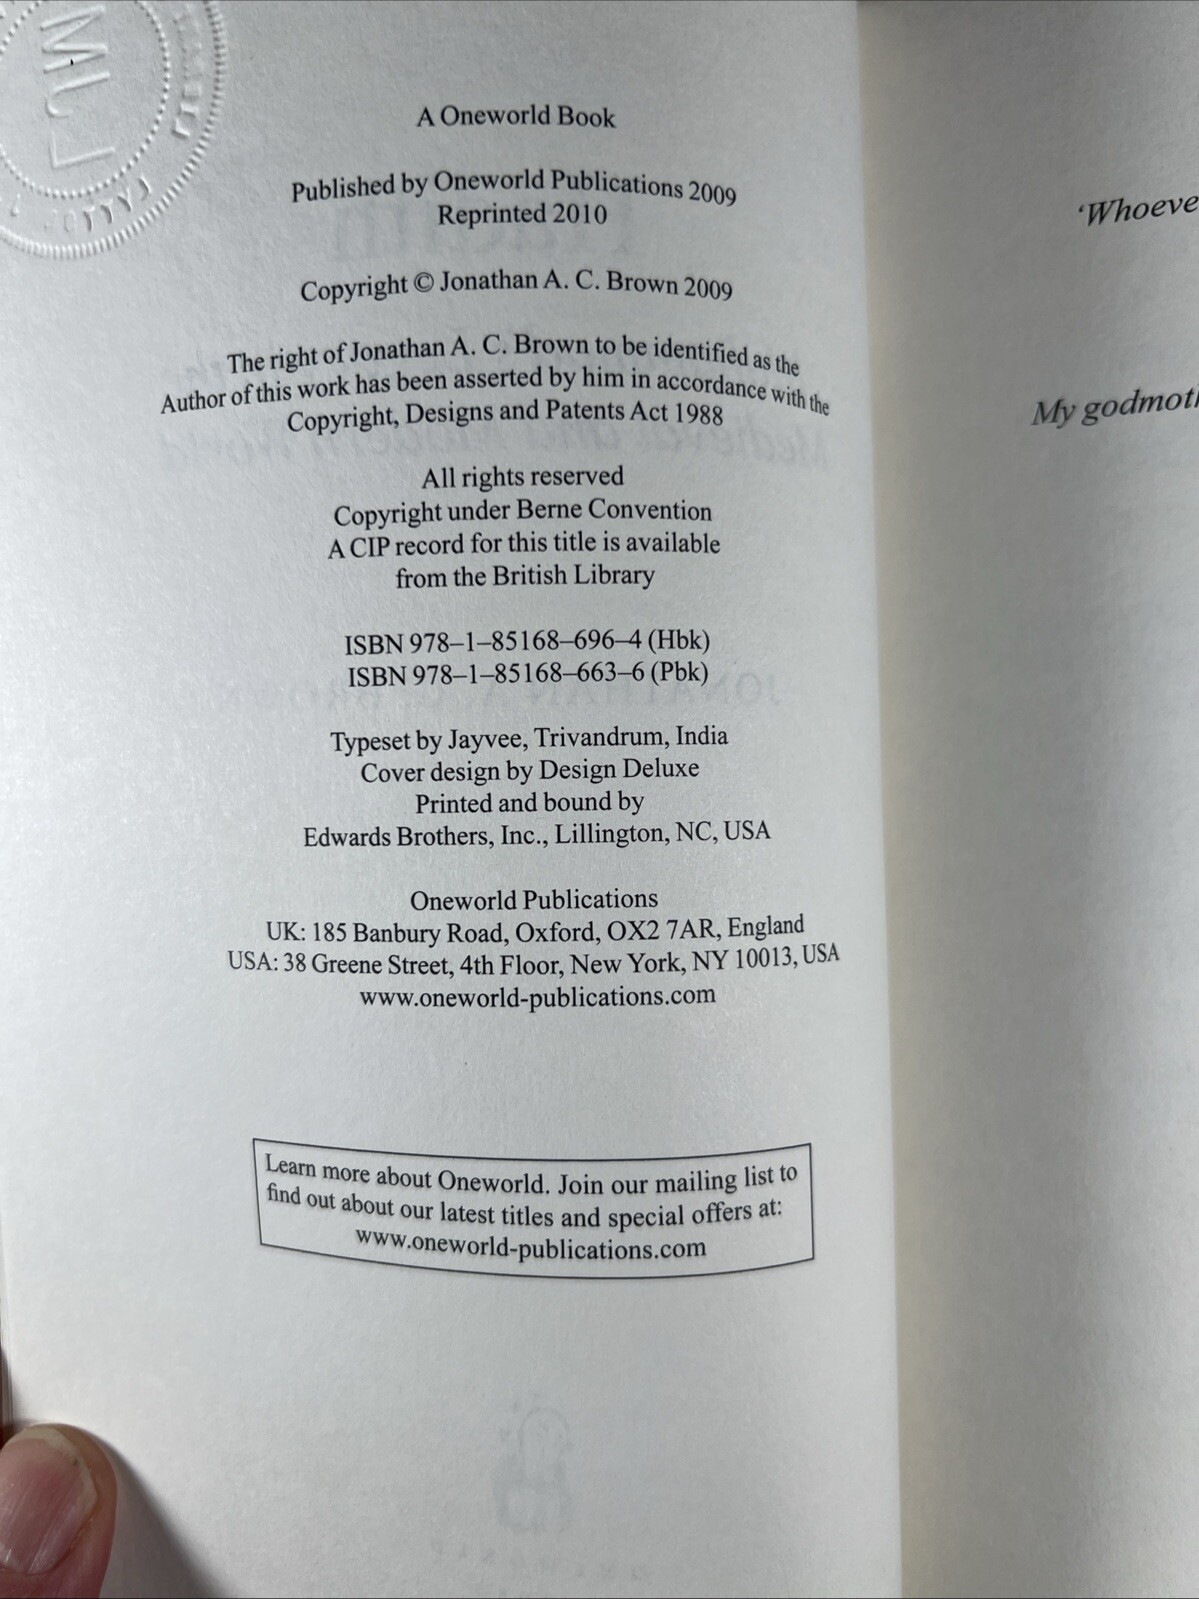 A Oneworld Book
Published by Oneworld Publications 2009
Reprinted 2010
Copyright © Jonathan A. C. Brown 2009
The right of Jonathan A. C. Brown to be identified as the
Author of this work has been asserted by him in accordance with the
Copyright, Designs and Patents Act 1988
All rights reserved
Copyright under Berne Convention
A CIP record for this title is available
from the British Library
ISBN 978–1–85168–696–4 (Hbk)
ISBN 978–1–85168–663–6 (Pbk)
Typeset by Jayvee, Trivandrum, India
Cover design by Design Deluxe
Printed and bound by
Edwards Brothers, Inc., Lillington, NC, USA
Oneworld Publications
UK: 185 Banbury Road, Oxford, OX2 7AR, England
USA: 38 Greene Street, 4th Floor, New York, NY 10013, USA
www.oneworld-publications.com
Learn more about Oneworld. Join our mailing list to
find out about our latest titles and special offers at:
www.oneworld-publications.com
‘Whoeve
My godmoth